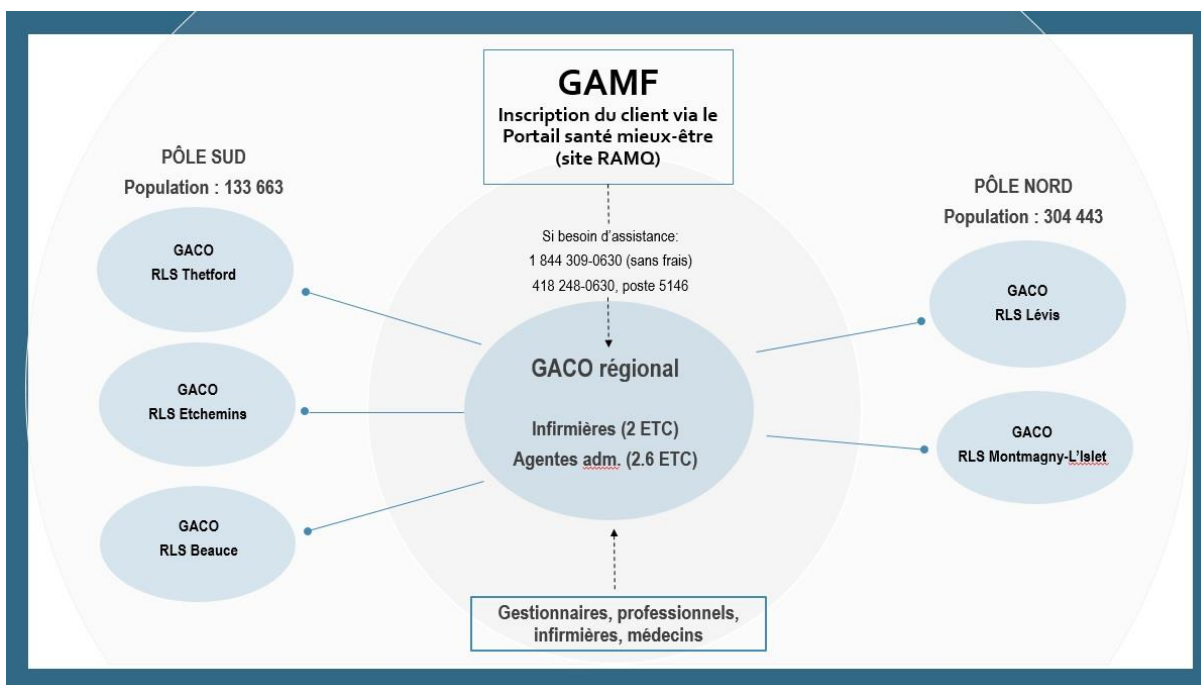 GAMF
Inscription du client via le
Portail santé mieux-être
(site RAMQ)
PÔLE SUD
Population : 133 663
GACO
RLS Thetford
GACO
RLS Etchemins
GACO
RLS Beauce
Si besoin d'assistance:
1 844 309-0630 (sans frais)
418 248-0630, poste 5146
GACO régional
Infirmières (2 ETC)
Agentes adm. (2.6 ETC)
Gestionnaires, professionnels,
infirmières, médecins
PÔLE NORD
Population : 304 443
GACO
RLS Lévis
GACO
RLS Montmagny-L'Islet